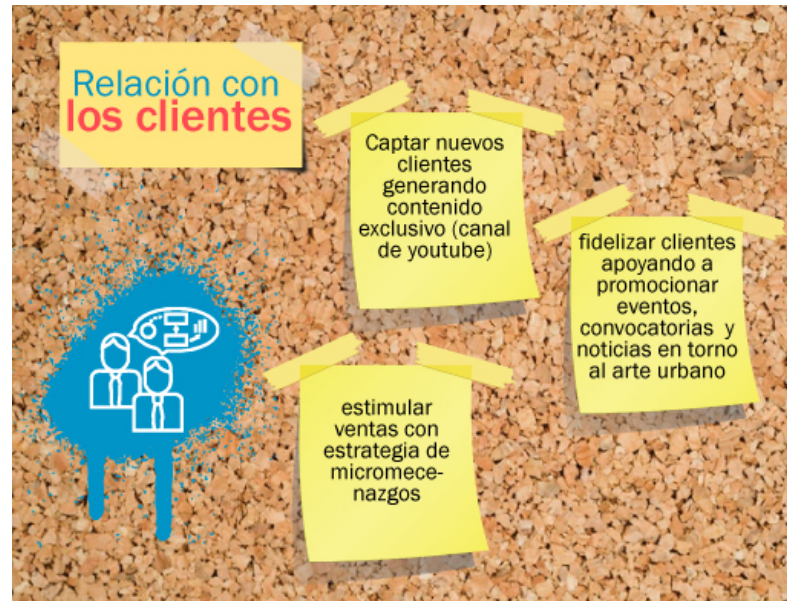 Relación con
los clientes
Captar nuevos
clientes
generando
contenido
exclusivo (canal
de youtube)
fidelizar clientes
apoyando a
promocionar
eventos,
convocatorias y
noticias en torno
al arte urbano
estimular
ventas con
estrategia de
micromece-
nazgos